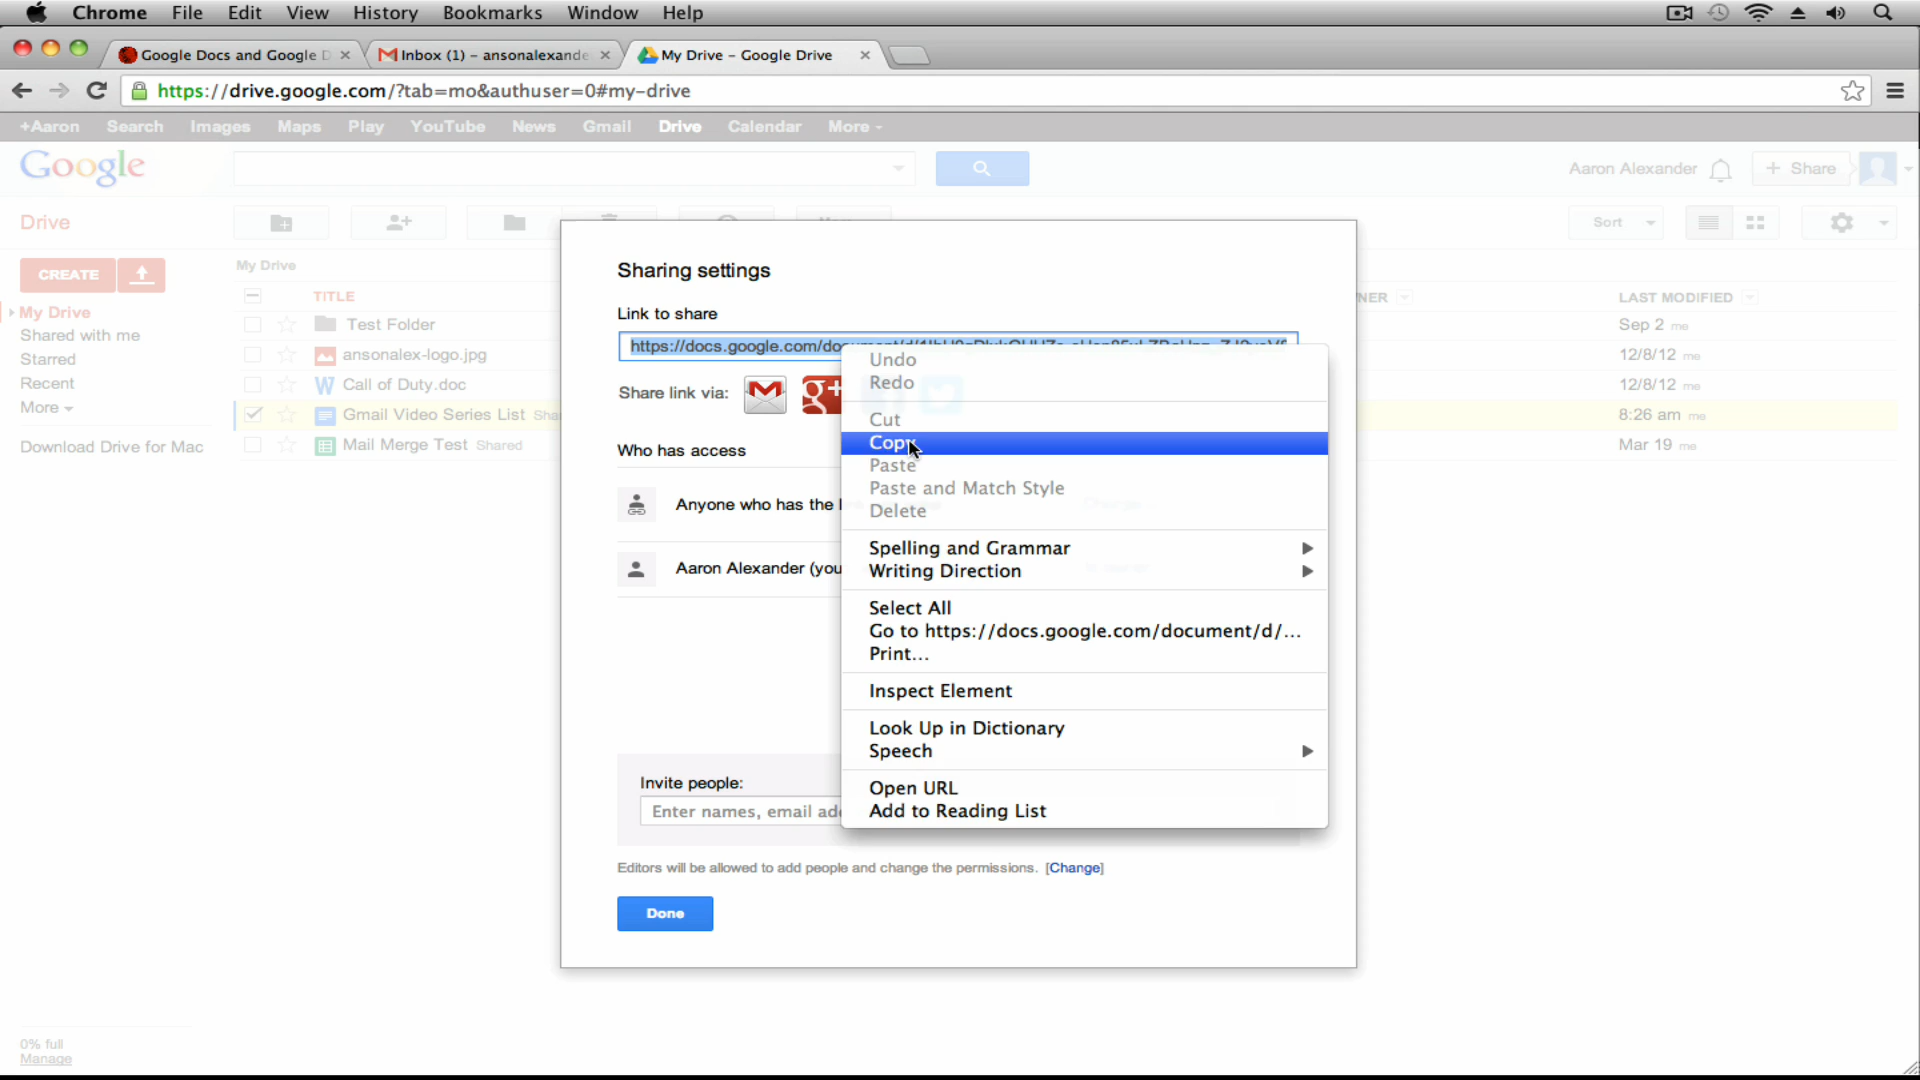 Chrome File Edit View History Bookmarks Window Help
Google Docs and Google D
Inbox (1) – ansonalexande
My Drive – Google Drive
https://drive.google.com/?tab=mo&authuser=0#my-drive
+Aaron Search Images Maps Play YouTube News Gmail Drive Calendar More
Google
Aaron Alexander
+ Share
Drive
Sort
CREATE
My Drive
Shared with me
Starred
Recent
More
Download Drive for Mac
My Drive
TITLE
LAST MODIFIED
Test Folder
Sep 2 me
ansonalex-logo.jpg
12/8/12 me
Call of Duty.doc
12/8/12 me
Gmail Video Series List
8:26 am me
Mail Merge Test Shared
Mar 19 me
Sharing settings
Link to share
https://docs.google.com/
Share link via:
Who has access
Anyone who has the
Aaron Alexander (you
Undo
Redo
Cut
Copy
Paste
Paste and Match Style
Delete
Spelling and Grammar
Writing Direction
Select All
Go to https://docs.google.com/document/d/...
Print...
Inspect Element
Look Up in Dictionary
Speech
Open URL
Add to Reading List
Invite people:
Enter names, email
Editors will be allowed to add people and change the permissions. [Change]
Done
0% full
Manage